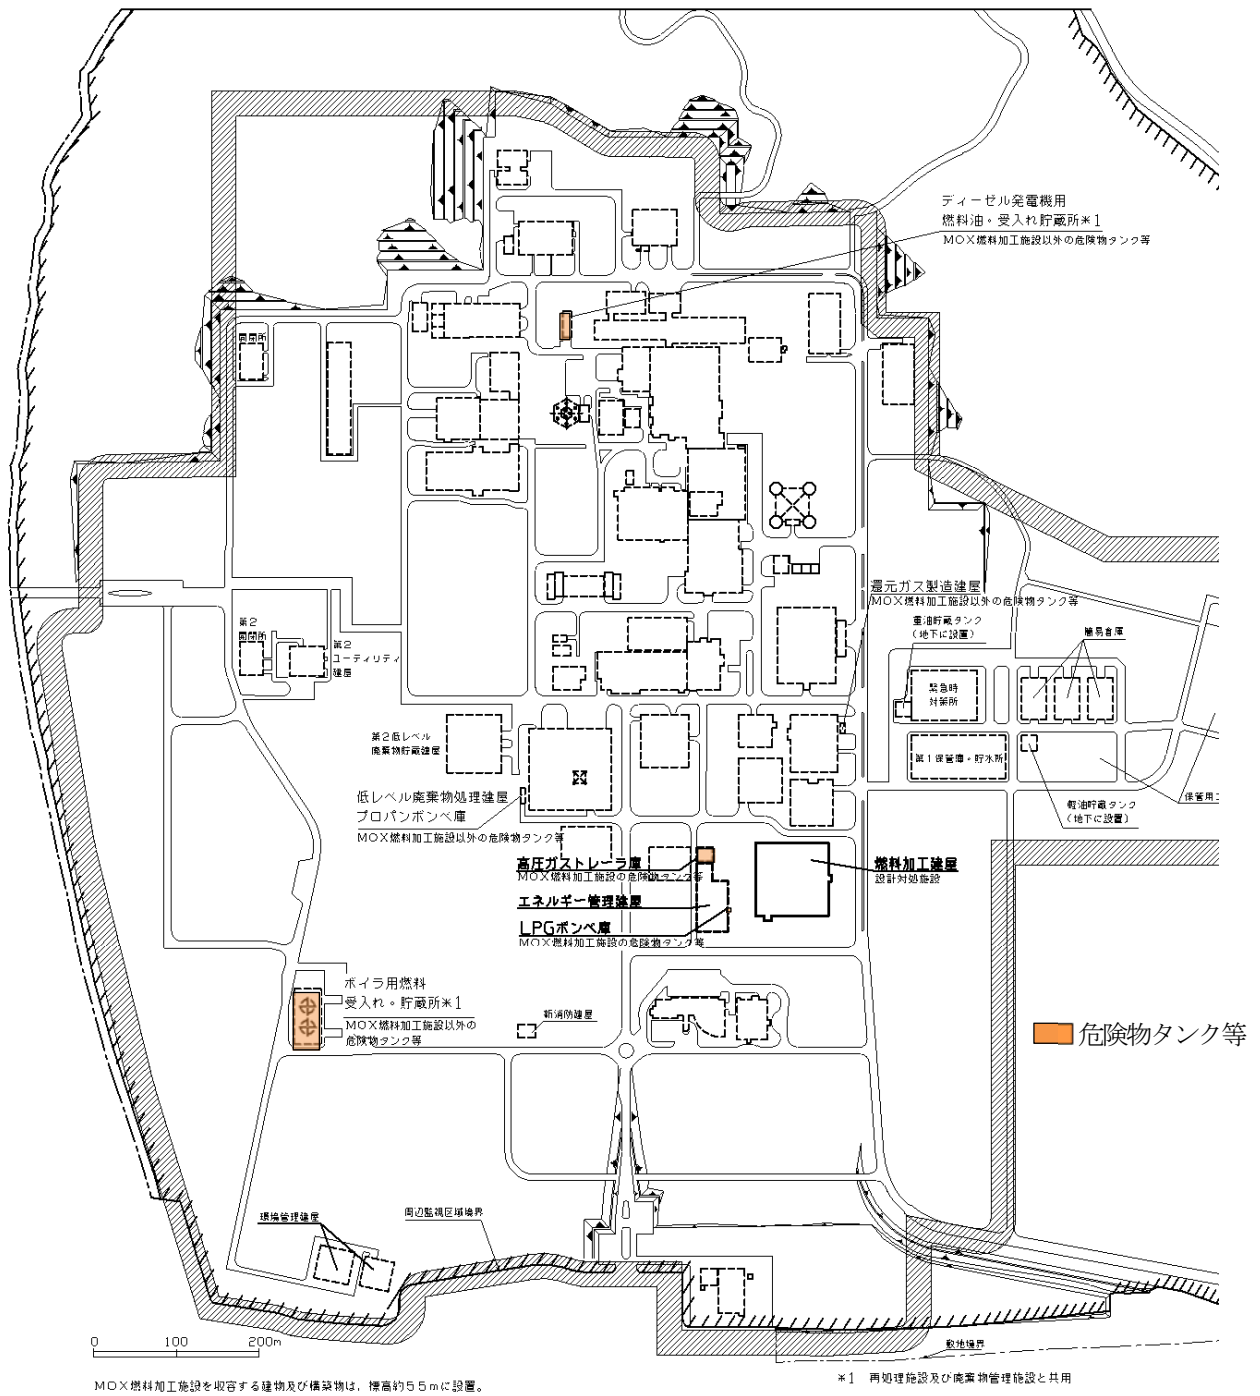 ディーゼル発電機用
燃料油・受入れ貯蔵所*1
MOX燃料加工施設以外の危険物タンク等
開閉所
還元ガス製造建屋
MOX燃料加工施設以外の危険物タンク等
重油貯蔵タンク
(地下に設置)
簡易倉庫
第2
開閉所
第2
ユーティリティ
建屋
緊急時
対策所
第2低レベル
廃棄物貯蔵建屋
第1保管庫・貯水所
低レベル廃棄物処理建屋
プロパンボンベ庫
MOX燃料加工施設以外の危険物タンク等
軽油貯蔵タンク
(地下に設置)
保管用コ
高圧ガストレーラ庫
MOX燃料加工施設の危険物タンク等
燃料加工建屋
設計対処施設
エネルギー管理建屋
LPGボンベ庫
MOX燃料加工施設の危険物タンク等
ボイラ用燃料
受入れ・貯蔵所*1
MOX燃料加工施設以外の
危険物タンク等
新消防建屋
危険物タンク等
環境管理建屋
周辺監視区域境界
敷地境界
0 100 200m
MOX燃料加工施設を収容する建物及び構築物は,標高約55mに設置。
*1 再処理施設及び廃棄物管理施設と共用